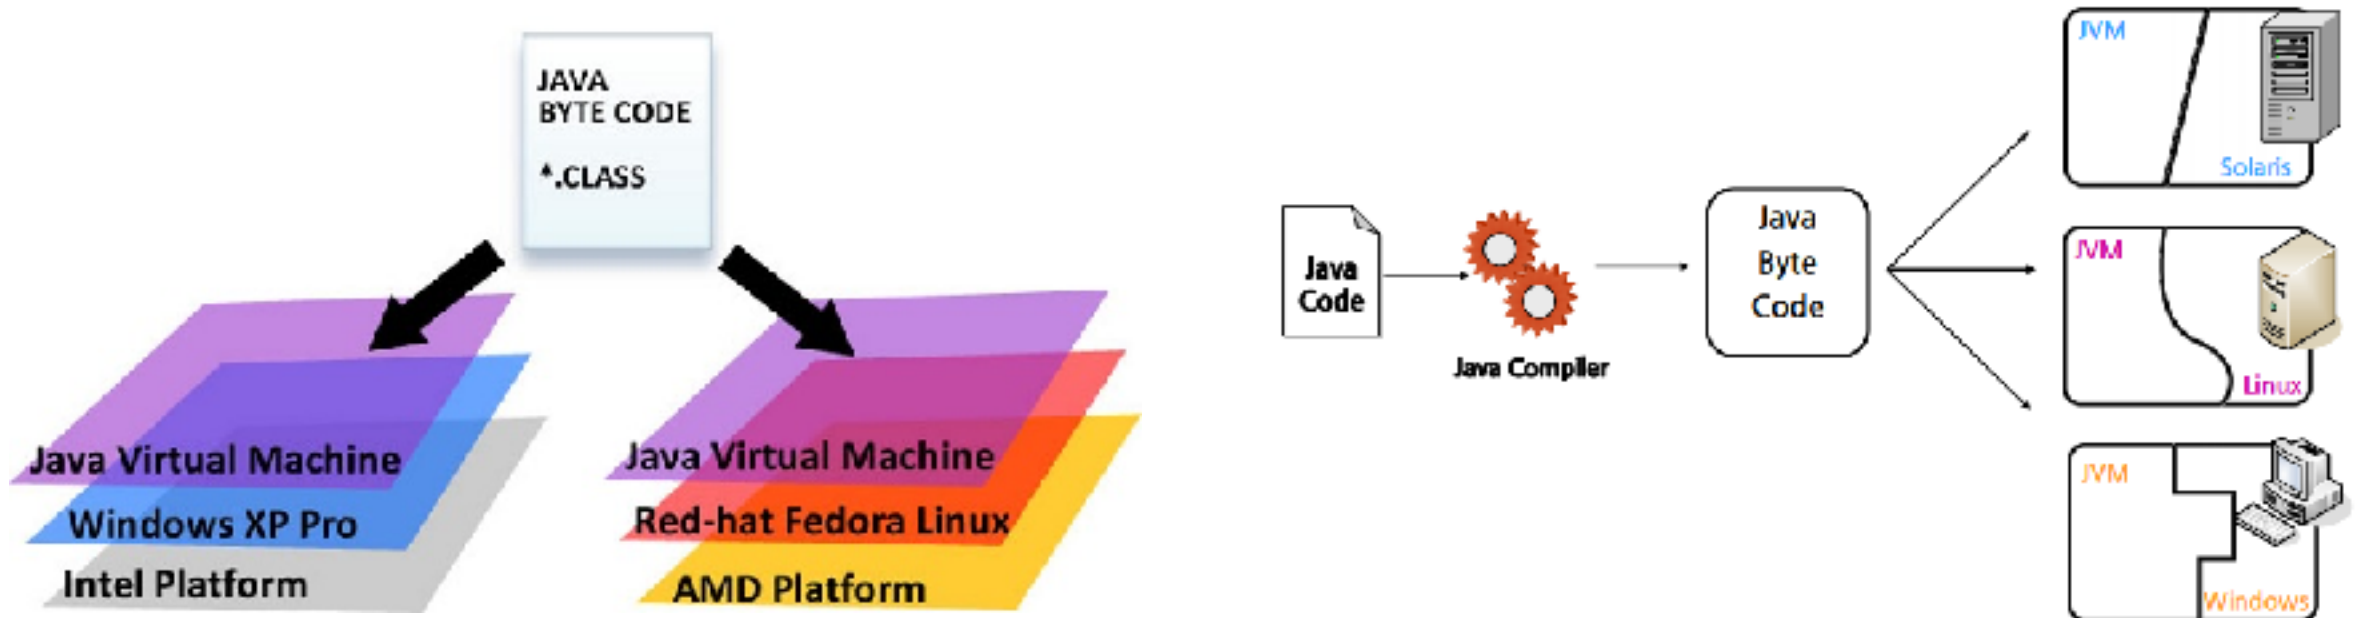 JAVA
BYTE CODE
*.CLASS
Java Virtual Machine
Windows XP Pro
Intel Platform
Java Virtual Machine
Red-hat Fedora Linux
AMD Platform
Java
Code
Java Compiler
Java
Byte
Code
JVM
Solaris
JVM
Linux
JVM
Windows